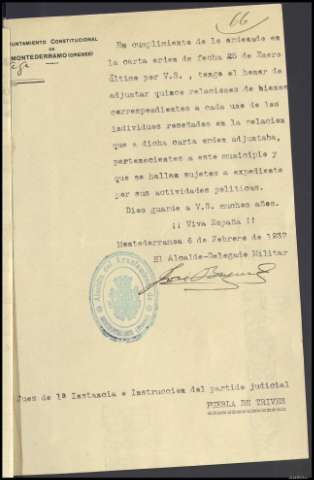 66
AYUNTAMIENTO CONSTITUCIONAL
DE
MONTEDERRAMO (ORENSE)
En cumplimiento de lo ordenado en
la carta orden de fecha 25 de Enero
último por V.S. , tengo el honor de
adjuntar quince relaciones de bienes
correspondientes a cada uno de los
individuos reseñados en la relacion
que a dicha carta orden adjuntaba,
pertenecientes a este municipio y
que se hallan sujetos a expediente
por sus actividades politicas.
Dios guarde a V.S. muchos años.
¡¡ Viva España !!
Montederramoa 6 de Febrero de 1937
El Alcalde-Delegado Militar
Juez de 1ª Instancia e Instruccion del partido judicial
PUEBLA DE TRIVES